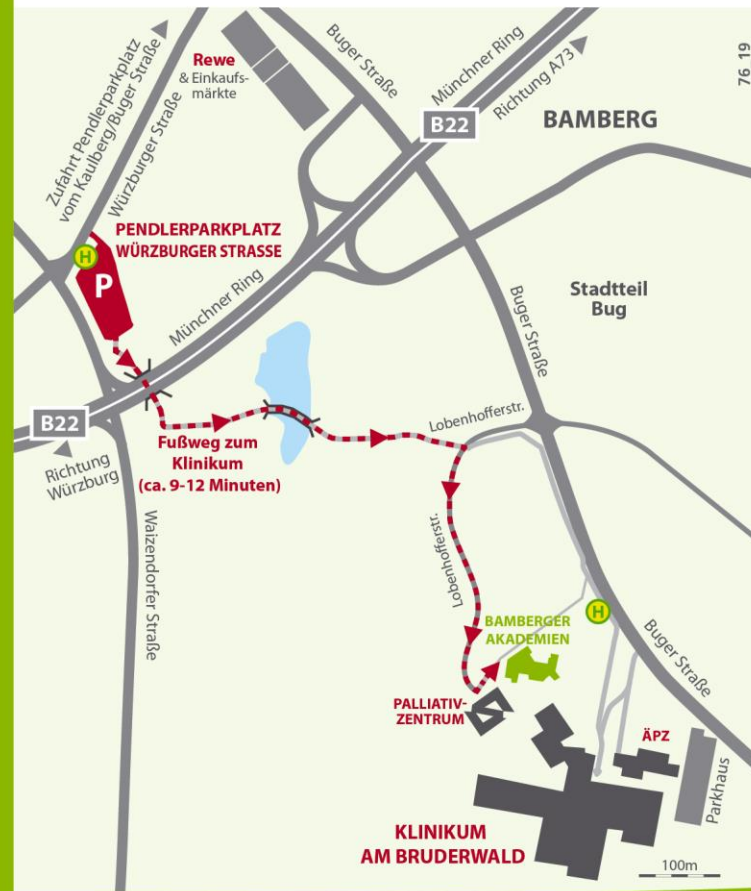 76 19
Zufahrt Pendlerparkplatz
vom Kaulberg/Buger Straße
Würzburger Straße
Rewe
& Einkaufs-
märkte
Buger Straße
Münchner Ring
Richtung A73
B22
BAMBERG
PENDLERPARKPLATZ
WÜRZBURGER STRASSE
H
P
Münchner Ring
Stadtteil
Bug
Buger Straße
B22
Richtung
Würzburg
Fußweg zum
Klinikum
(ca. 9-12 Minuten)
Lobenhofferstr.
Waizendorfer Straße
Lobenhofferstr.
H
BAMBERGER
AKADEMIEN
Buger Straße
PALLIATIV-
ZENTRUM
ÄPZ
Parkhaus
KLINIKUM
AM BRUDERWALD
100m